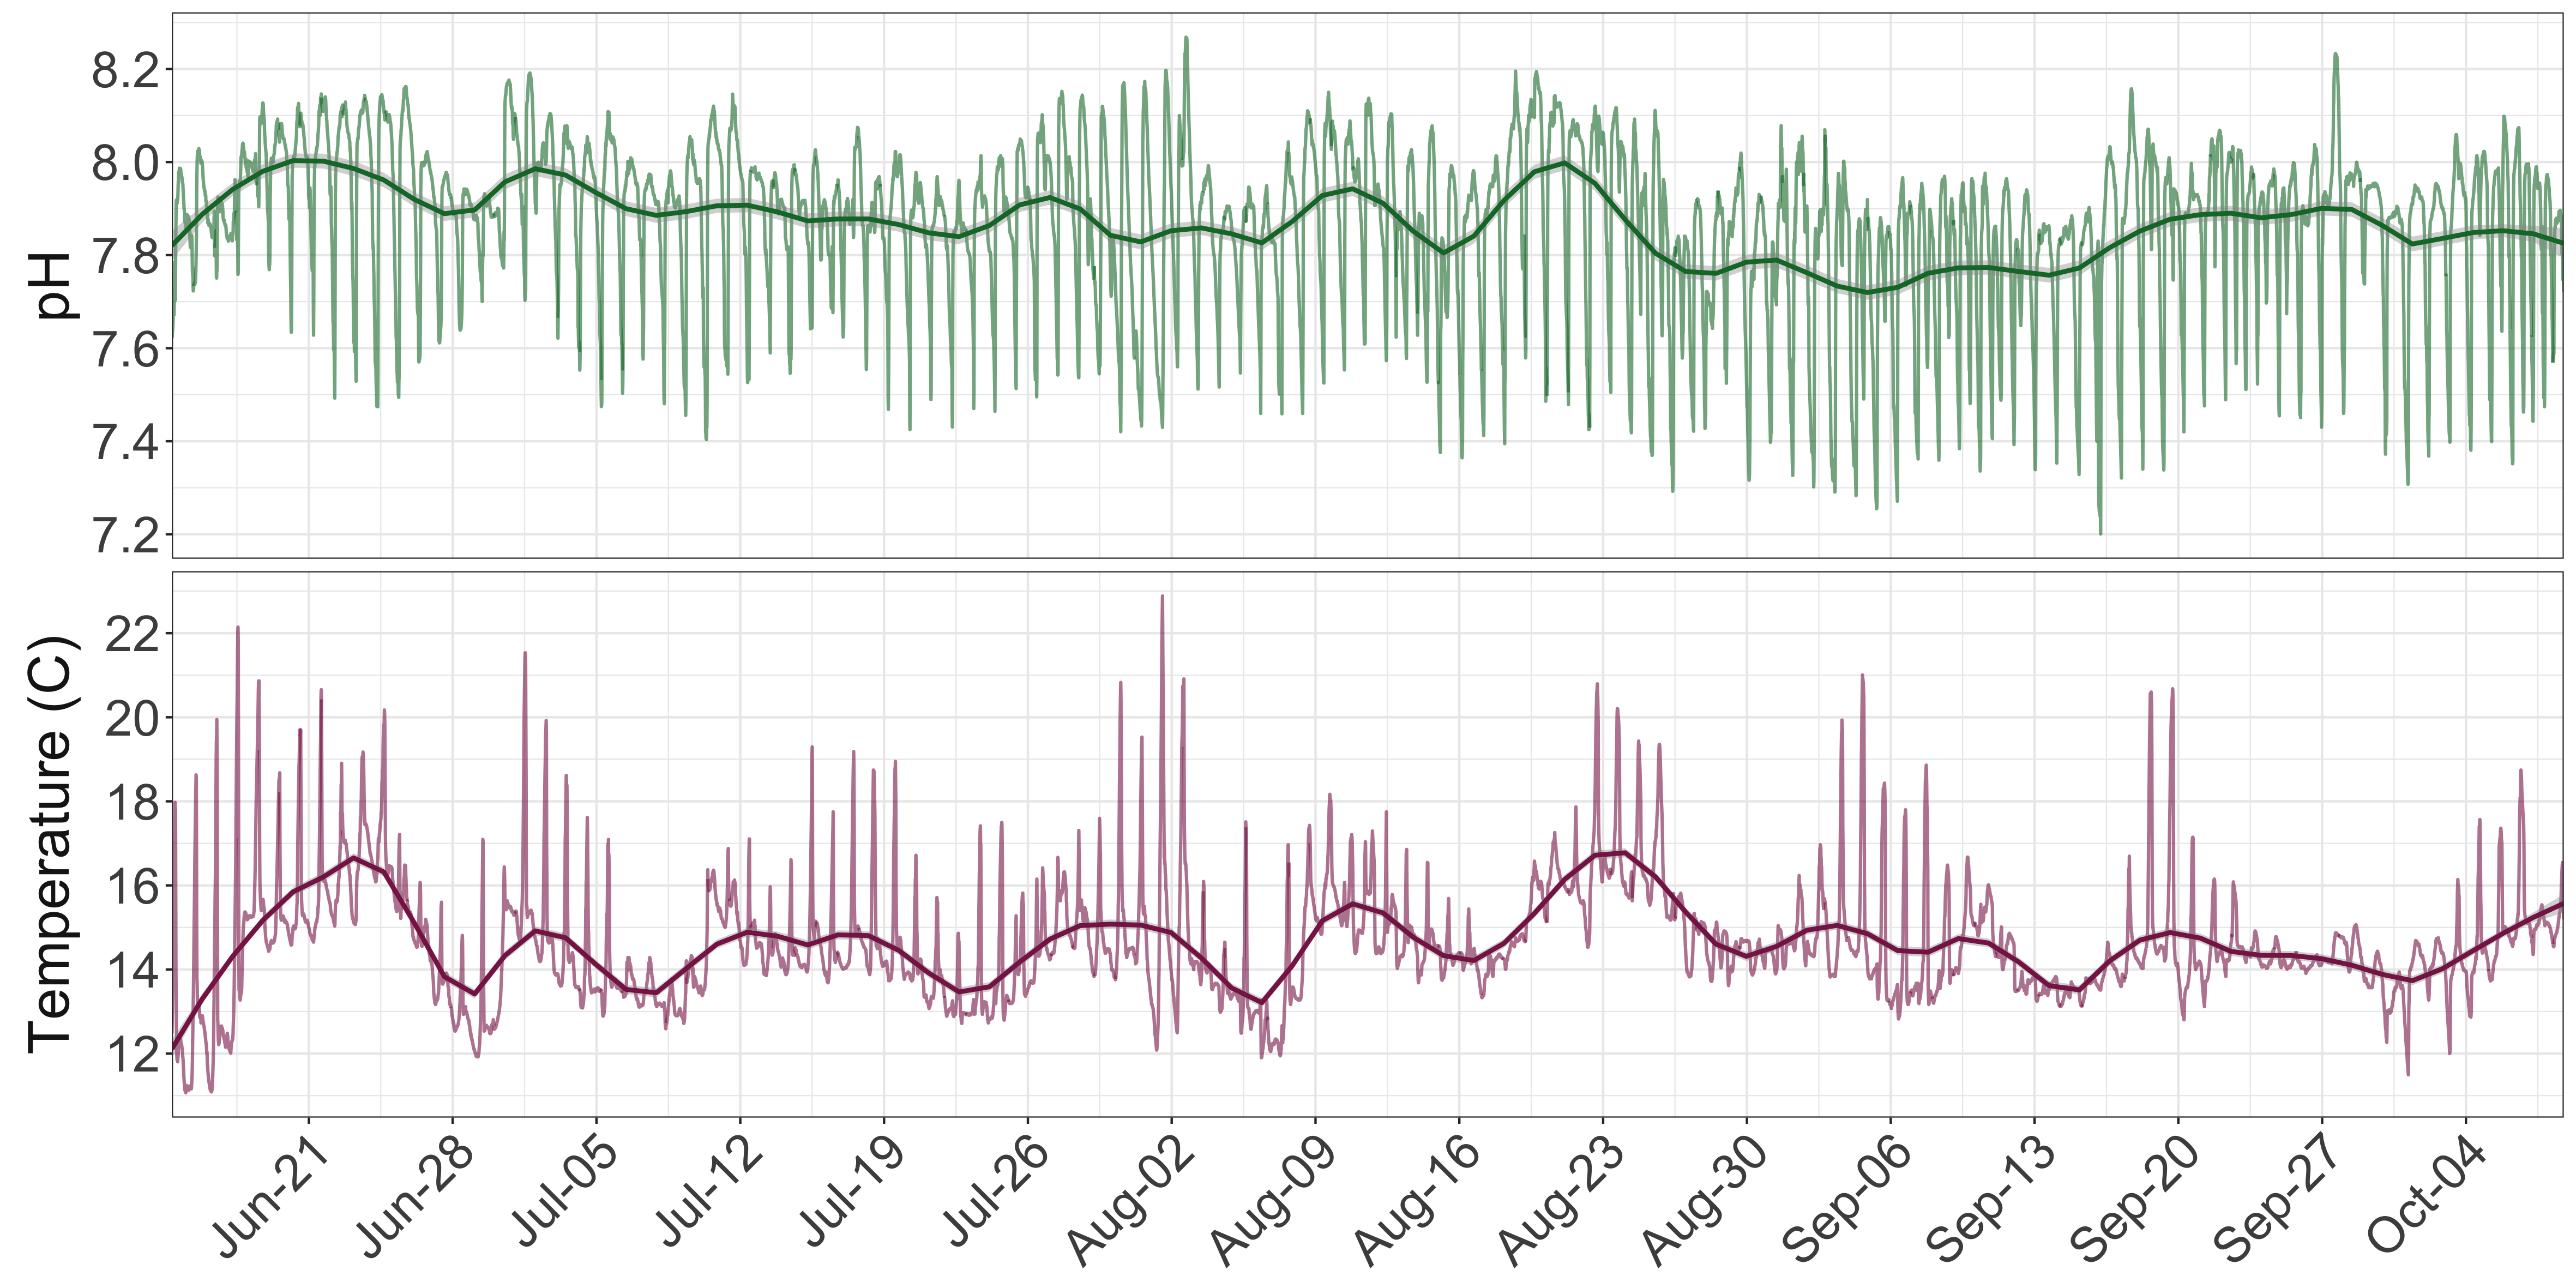 pH
8.2
8.0
7.8
7.6
7.4
7.2
Temperature (C)
22
20
18
16
14
12
Jun-21
Jun-28
Jul-05
Jul-12
Jul-19
Jul-26
Aug-02
Aug-09
Aug-16
Aug-23
Aug-30
Sep-06
Sep-13
Sep-20
Sep-27
Oct-04